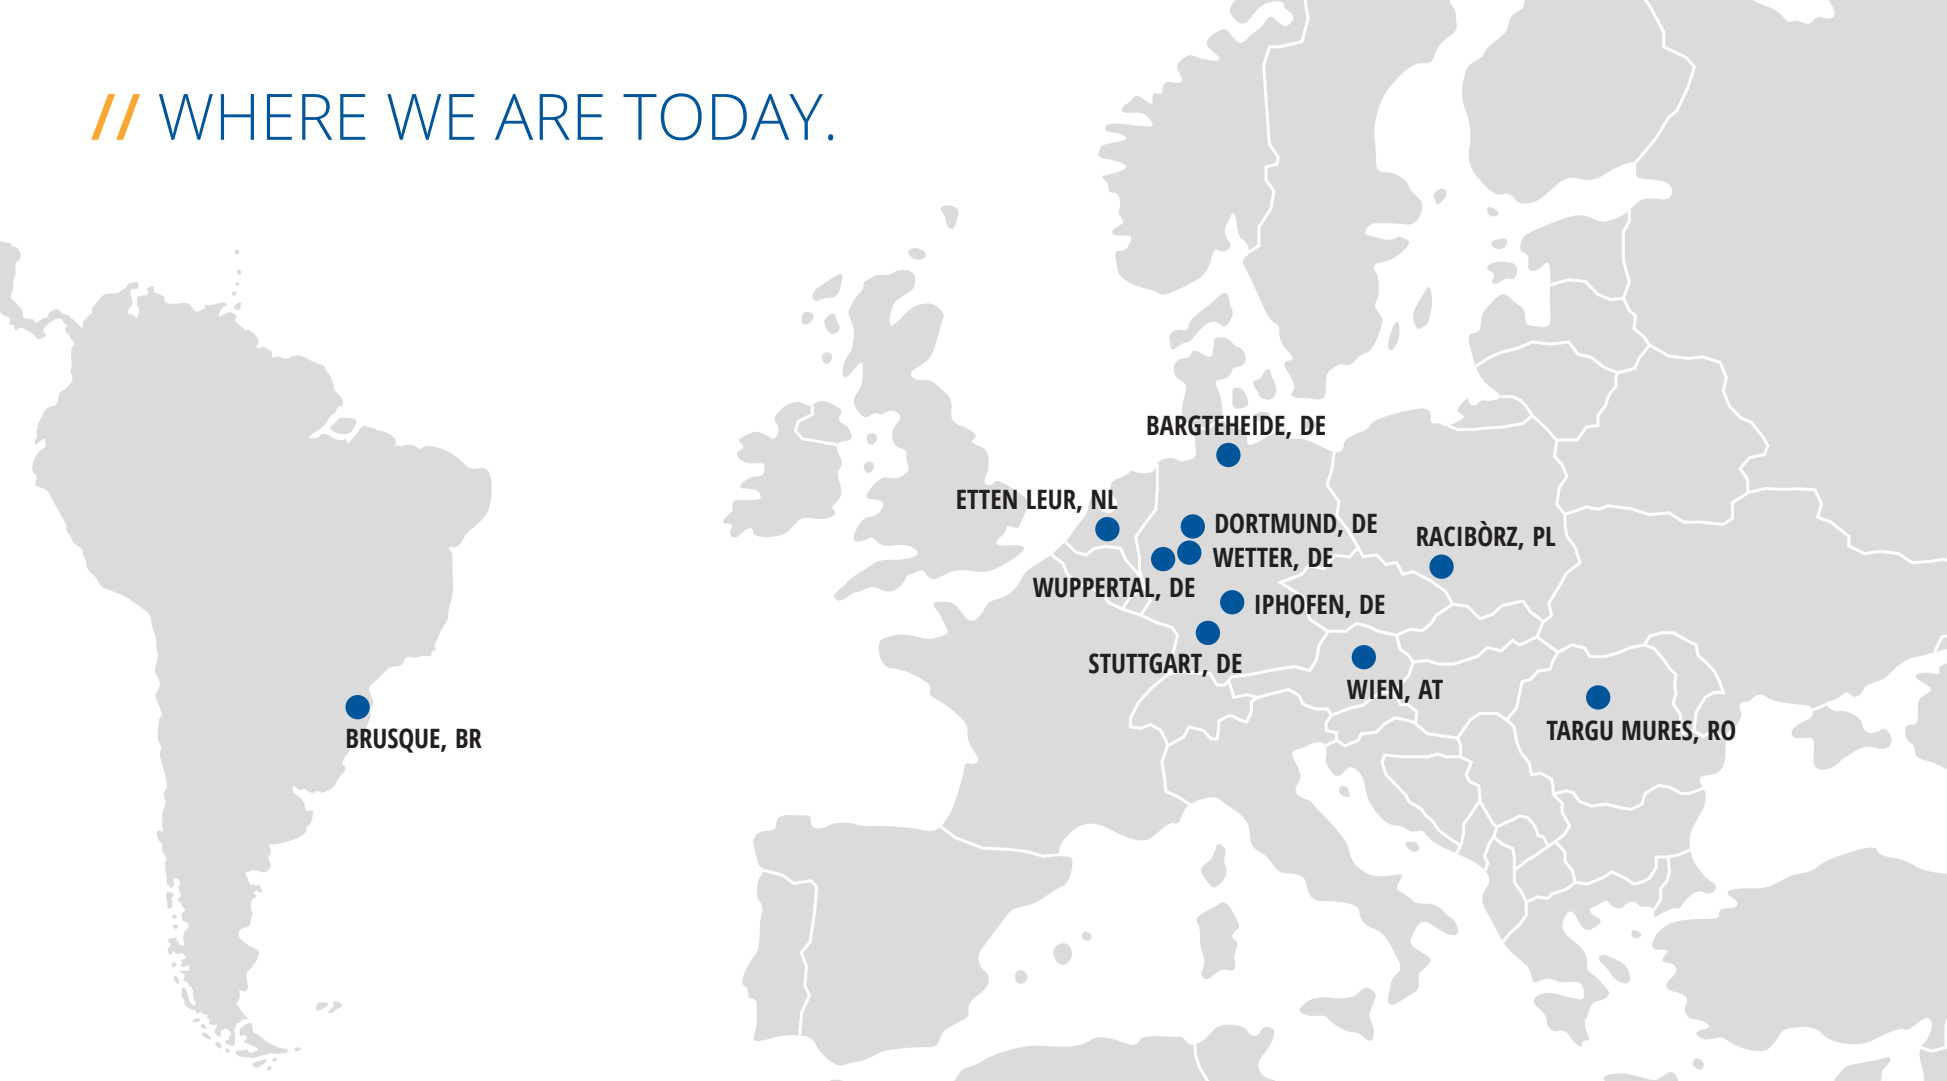 // WHERE WE ARE TODAY.
BARGTEHEIDE, DE
ETTEN LEUR, NL
DORTMUND, DE
RACIBÒRZ, PL
WETTER, DE
WUPPERTAL, DE
IPHOFEN, DE
STUTTGART, DE
WIEN, AT
TARGU MURES, RO
BRUSQUE, BR